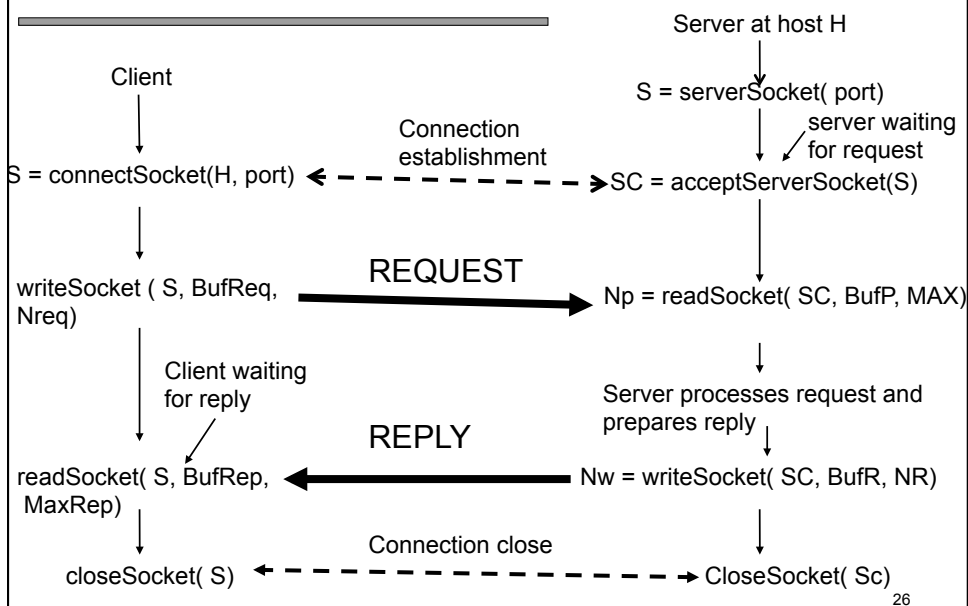 Server at host H
Client
S = serverSocket( port)
Connection
establishment
server waiting
for request
S = connectSocket(H, port)
SC = acceptServerSocket(S)
REQUEST
writeSocket ( S, BufReq,
Nreq)
Np = readSocket( SC, BufP, MAX)
Client waiting
for reply
Server processes request and
prepares reply
REPLY
readSocket( S, BufRep,
MaxRep)
Nw = writeSocket( SC, BufR, NR)
Connection close
closeSocket( S)
CloseSocket( Sc)
26